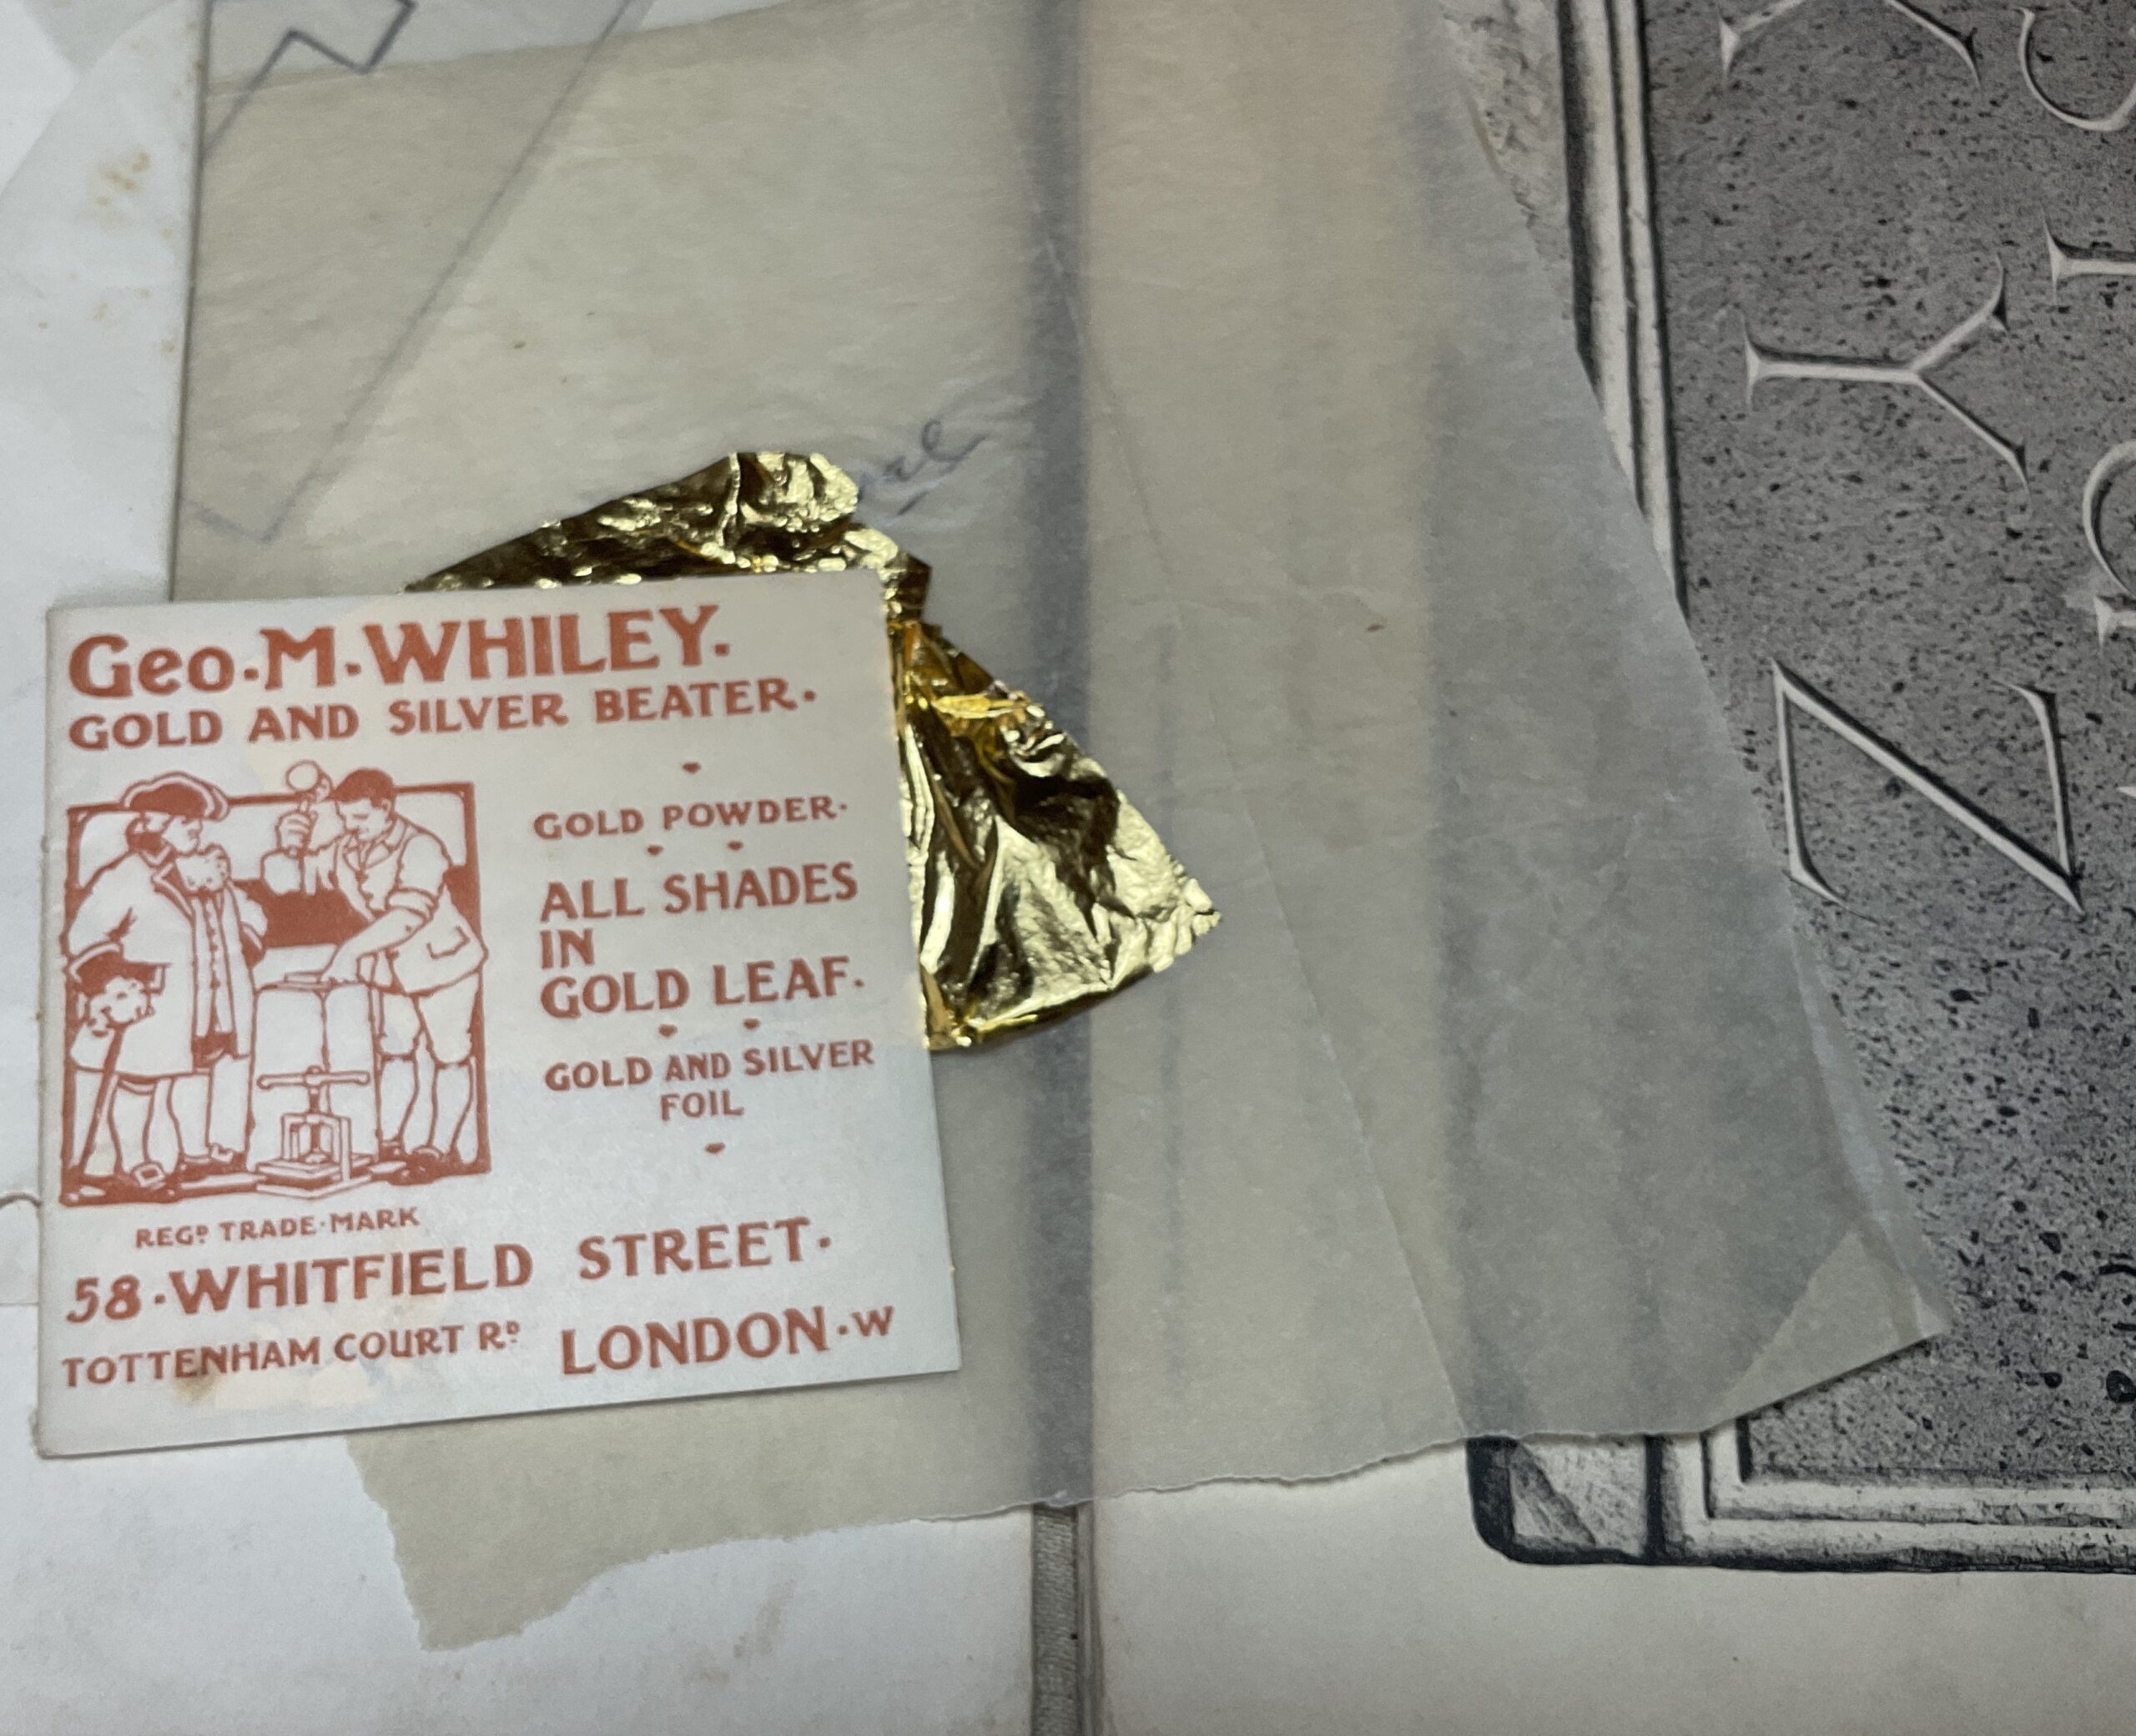 Geo·M·WHILEY.
GOLD AND SILVER BEATER·
GOLD POWDER·
ALL SHADES
IN
GOLD LEAF.
GOLD AND SILVER
FOIL
REGᴰ TRADE·MARK
58·WHITFIELD STREET·
TOTTENHAM COURT Rᴰ LONDON·W
Y
Y
Z